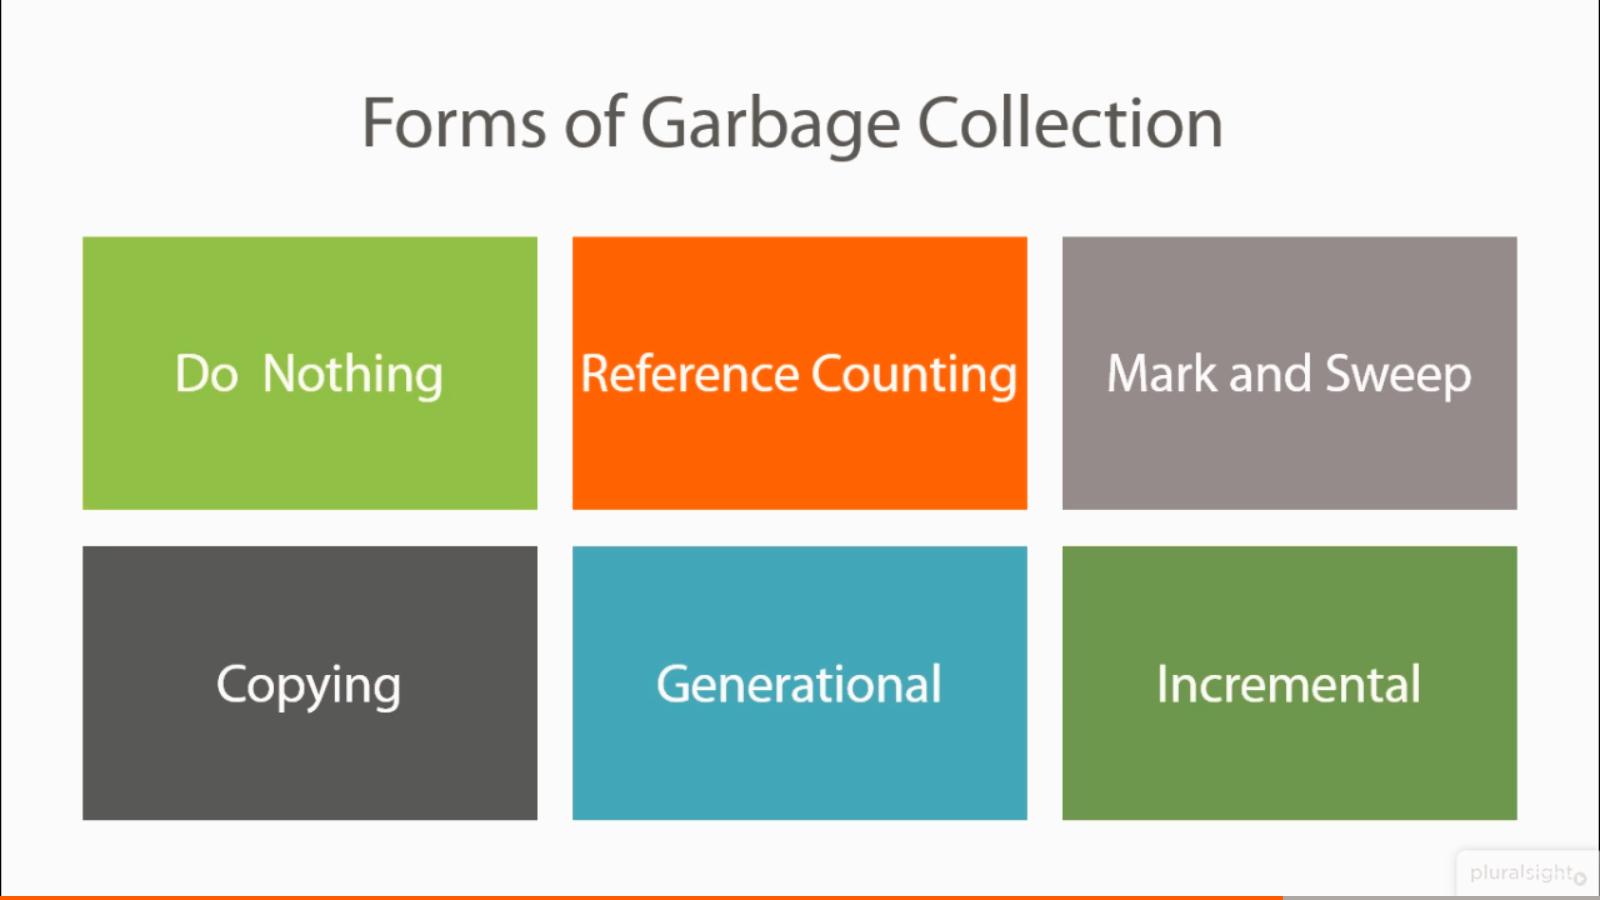 Forms of Garbage Collection
Do  Nothing
Reference Counting
Mark and Sweep
Copying
Generational
Incremental
pluralsight